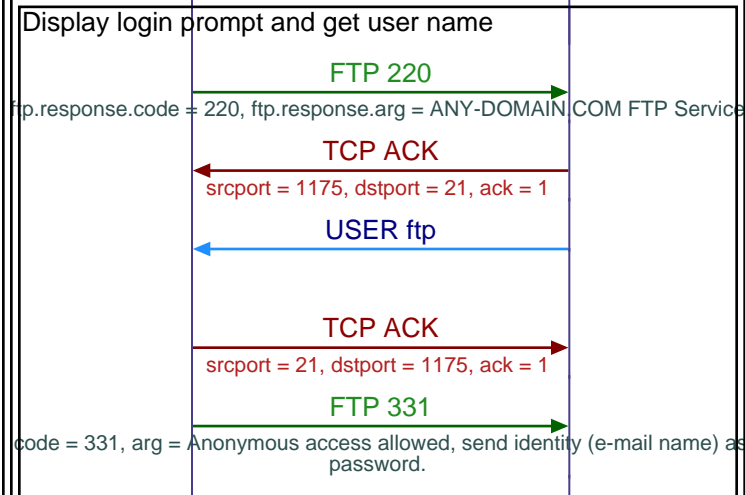 Display login prompt and get user name
FTP 220
ftp.response.code = 220, ftp.response.arg = ANY-DOMAIN.COM FTP Service
TCP ACK
srcport = 1175, dstport = 21, ack = 1
USER ftp
TCP ACK
srcport = 21, dstport = 1175, ack = 1
FTP 331
code = 331, arg = Anonymous access allowed, send identity (e-mail name) as
password.